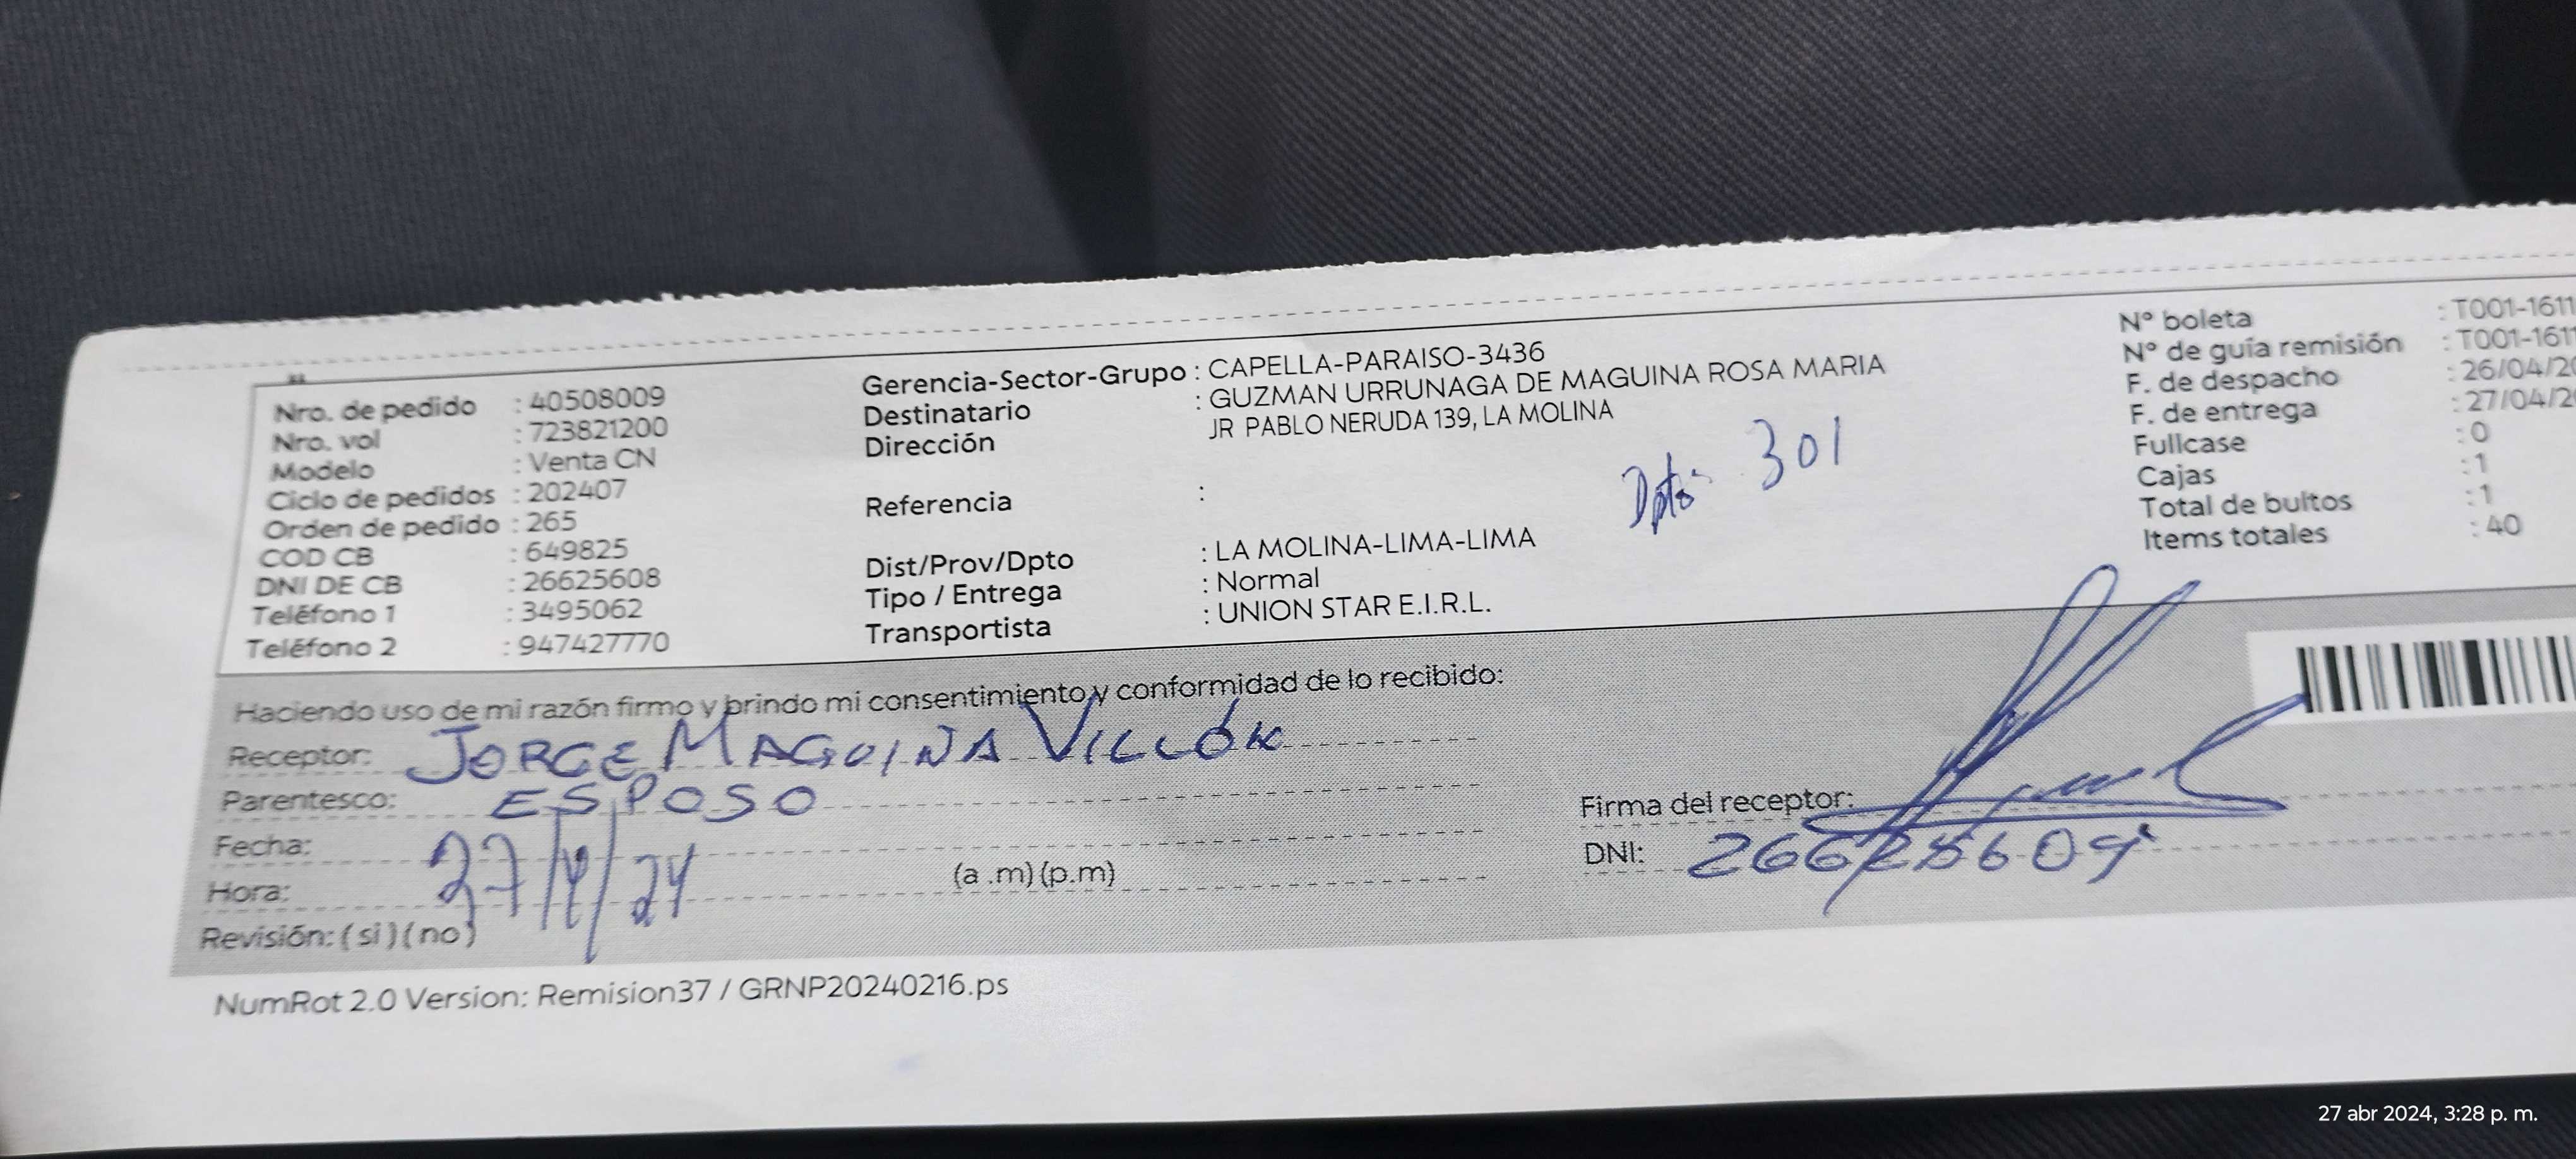 Nro. de pedido : 40508009
Nro. vol : 723821200
Modelo : Venta CN
Ciclo de pedidos : 202407
Orden de pedido : 265
COD CB : 649825
DNI DE CB : 26625608
Teléfono 1 : 3495062
Teléfono 2 : 947427770
Gerencia-Sector-Grupo : CAPELLA-PARAISO-3436
Destinatario : GUZMAN URRUNAGA DE MAGUINA ROSA MARIA
Dirección JR PABLO NERUDA 139, LA MOLINA
Dpto 301
Referencia :
Dist/Prov/Dpto : LA MOLINA-LIMA-LIMA
Tipo / Entrega : Normal
Transportista : UNION STAR E.I.R.L.
N° boleta : T001-1611
N° de guía remisión : T001-1611
F. de despacho : 26/04/20
F. de entrega : 27/04/20
Fullcase : 0
Cajas : 1
Total de bultos : 1
Items totales : 40
Haciendo uso de mi razón firmo y brindo mi consentimiento y conformidad de lo recibido:
Receptor: JORGE MAGUINA VILLÓN
Parentesco: ESPOSO
Fecha: 27/4/24
Hora: (a .m) (p.m)
Revisión: ( si ) ( no )
Firma del receptor:
DNI: 26625609
NumRot 2.0 Version: Remision37 / GRNP20240216.ps
27 abr 2024, 3:28 p. m.